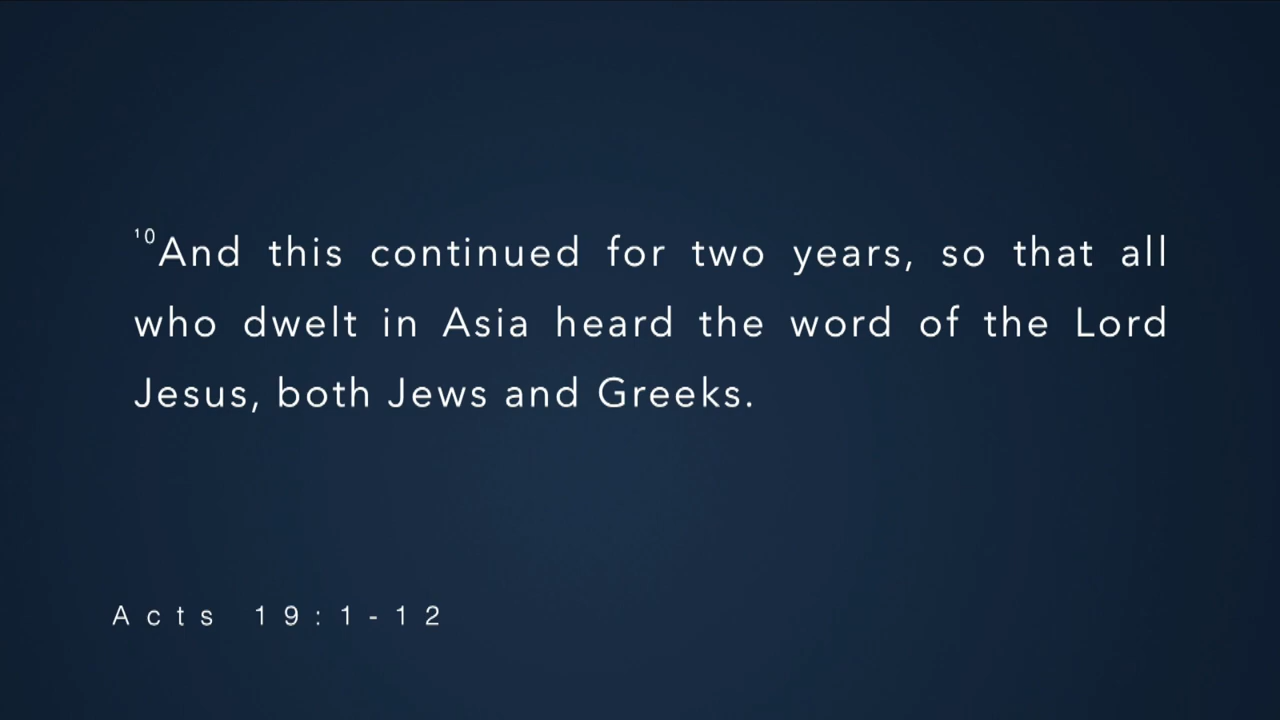 ¹⁰And this continued for two years, so that all
who dwelt in Asia heard the word of the Lord
Jesus, both Jews and Greeks.
Acts 19:1-12